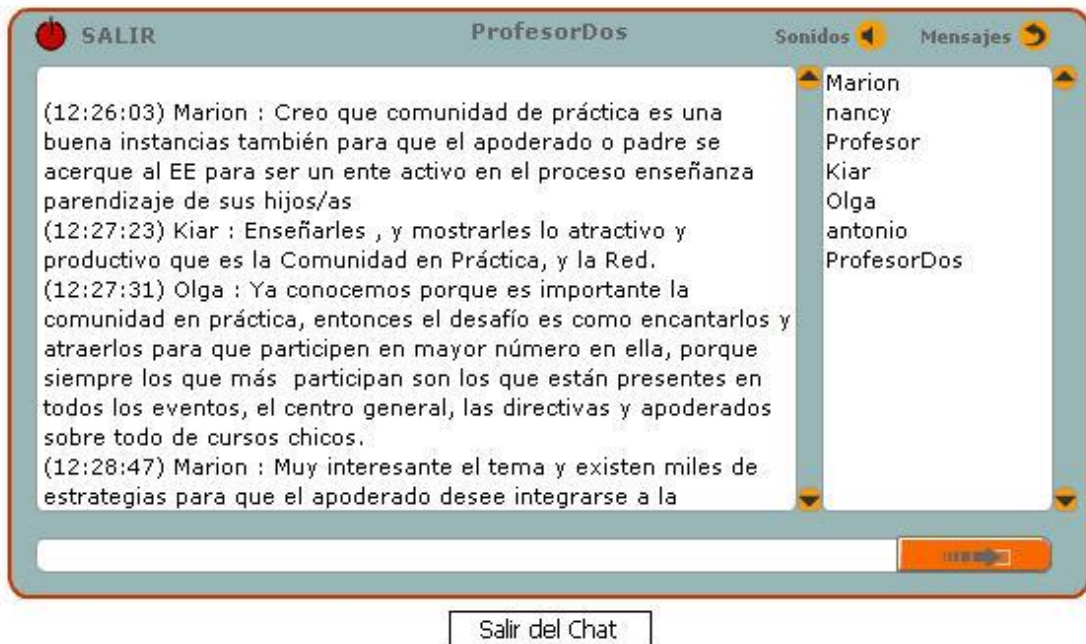 SALIR
ProfesorDos
Sonidos
Mensajes
(12:26:03) Marion : Creo que comunidad de práctica es una
buena instancias también para que el apoderado o padre se
acerque al EE para ser un ente activo en el proceso enseñanza
parendizaje de sus hijos/as
(12:27:23) Kiar : Enseñarles , y mostrarles lo atractivo y
productivo que es la Comunidad en Práctica, y la Red.
(12:27:31) Olga : Ya conocemos porque es importante la
comunidad en práctica, entonces el desafío es como encantarlos y
atraerlos para que participen en mayor número en ella, porque
siempre los que más  participan son los que están presentes en
todos los eventos, el centro general, las directivas y apoderados
sobre todo de cursos chicos.
(12:28:47) Marion : Muy interesante el tema y existen miles de
estrategias para que el apoderado desee integrarse a la
Marion
nancy
Profesor
Kiar
Olga
antonio
ProfesorDos
Salir del Chat